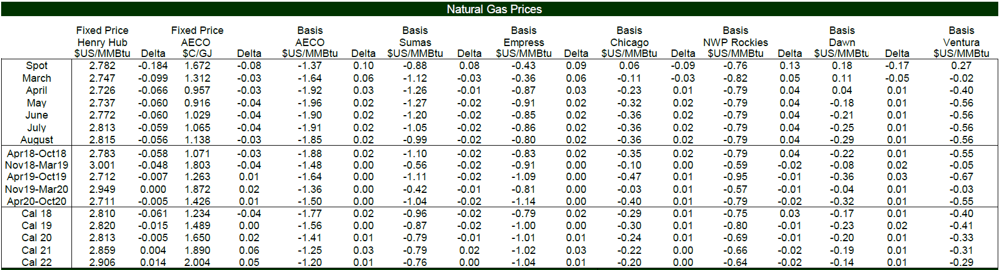 Natural Gas Prices
Fixed Price Fixed Price Basis Basis Basis Basis Basis Basis Basis
Henry Hub AECO AECO Sumas Empress Chicago NWP Rockies Dawn Ventura
$US/MMBtu Delta $C/GJ Delta $US/MMBtu Delta $US/MMBtu Delta $US/MMBtu Delta $US/MMBtu Delta $US/MMBtu Delta $US/MMBtu Delta $US/MMBtu
Spot 2.782 -0.184 1.672 -0.08 -1.37 0.10 -0.88 0.08 -0.43 0.09 0.06 -0.09 -0.76 0.13 0.18 -0.17 0.27
March 2.747 -0.099 1.312 -0.03 -1.64 0.06 -1.12 -0.03 -0.36 0.06 -0.11 -0.03 -0.82 0.05 0.11 -0.05 -0.02
April 2.726 -0.066 0.957 -0.03 -1.92 0.03 -1.26 -0.01 -0.87 0.03 -0.23 0.01 -0.79 0.04 0.04 0.01 -0.40
May 2.737 -0.060 0.916 -0.04 -1.96 0.02 -1.27 -0.02 -0.91 0.02 -0.32 0.02 -0.79 0.04 -0.18 0.01 -0.56
June 2.772 -0.060 1.029 -0.04 -1.90 0.02 -1.20 -0.02 -0.85 0.02 -0.36 0.02 -0.79 0.04 -0.21 0.01 -0.56
July 2.813 -0.059 1.065 -0.04 -1.91 0.02 -1.05 -0.02 -0.86 0.02 -0.36 0.02 -0.79 0.04 -0.25 0.01 -0.56
August 2.815 -0.056 1.138 -0.03 -1.85 0.02 -0.99 -0.02 -0.80 0.02 -0.36 0.02 -0.79 0.04 -0.29 0.01 -0.56
Apr18-Oct18 2.783 -0.058 1.071 -0.03 -1.88 0.02 -1.10 -0.02 -0.83 0.02 -0.35 0.02 -0.79 0.04 -0.22 0.01 -0.55
Nov18-Mar19 3.001 -0.048 1.803 -0.04 -1.48 0.00 -0.56 -0.02 -0.91 0.00 -0.10 0.00 -0.59 -0.02 -0.08 0.02 -0.05
Apr19-Oct19 2.712 -0.007 1.263 0.01 -1.64 0.00 -1.11 -0.02 -1.09 0.00 -0.47 0.01 -0.95 -0.01 -0.36 0.03 -0.67
Nov19-Mar20 2.949 0.000 1.872 0.02 -1.36 0.00 -0.42 -0.01 -0.81 0.00 -0.03 0.01 -0.57 -0.01 -0.04 0.01 -0.03
Apr20-Oct20 2.711 -0.005 1.426 0.01 -1.50 0.00 -1.04 -0.02 -1.14 0.00 -0.40 0.01 -0.79 -0.02 -0.32 0.01 -0.55
Cal 18 2.810 -0.061 1.234 -0.04 -1.77 0.02 -0.96 -0.02 -0.79 0.02 -0.29 0.01 -0.75 0.03 -0.17 0.01 -0.40
Cal 19 2.820 -0.015 1.489 0.00 -1.56 0.00 -0.87 -0.02 -1.00 0.00 -0.30 0.01 -0.80 -0.01 -0.23 0.02 -0.41
Cal 20 2.813 -0.005 1.650 0.02 -1.41 0.01 -0.79 -0.01 -1.01 0.01 -0.24 0.01 -0.69 -0.01 -0.20 0.01 -0.33
Cal 21 2.859 0.004 1.890 0.06 -1.25 0.03 -0.79 0.02 -1.02 0.03 -0.22 0.00 -0.66 -0.02 -0.19 0.01 -0.31
Cal 22 2.906 0.014 2.004 0.05 -1.20 0.01 -0.76 0.00 -1.04 0.01 -0.20 0.00 -0.64 -0.02 -0.14 0.01 -0.29